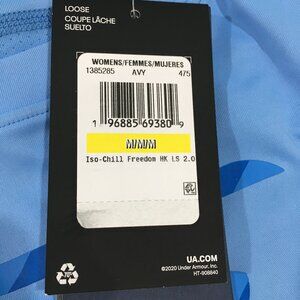 LOOSE
COUPE LÂCHE
SUELTO
WOMENS/FEMMES/MUJERES
1385285 AVY 475
1 96885 69380 9
M/M/M
Iso-Chill Freedom HK LS 2.0
UA.COM
©2020 Under Armour, Inc.
HT-908840